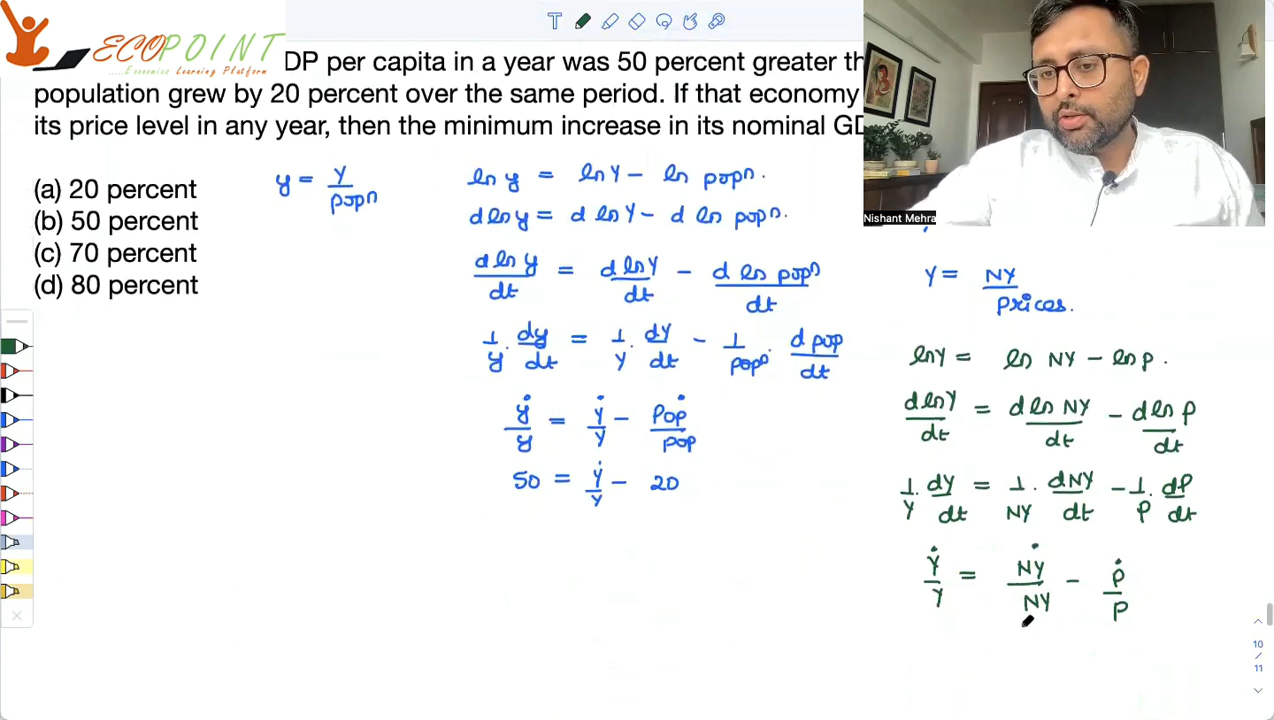 ECOPOINT
.....Economics Learning Platform
DP per capita in a year was 50 percent greater th
population grew by 20 percent over the same period. If that economy
its price level in any year, then the minimum increase in its nominal GD
(a) 20 percent
(b) 50 percent
(c) 70 percent
(d) 80 percent
y = Y / popn
ln y = ln Y − ln popn.
d ln y = d ln Y − d ln popn.
d ln y / dt = d ln Y / dt − d ln popn / dt
1/y · dy/dt = 1/Y · dY/dt − 1/popn · d pop/dt
ẏ/y = Ẏ/Y − Ṗop/pop
50 = Ẏ/Y − 20
Nishant Mehra
Y = NY / prices.
ln Y = ln NY − ln p.
d ln Y / dt = d ln NY / dt − d ln p / dt
1/Y · dY/dt = 1/NY · dNY/dt − 1/p · dp/dt
Ẏ/Y = NẎ/NY − ṗ/p
T
10
/
11